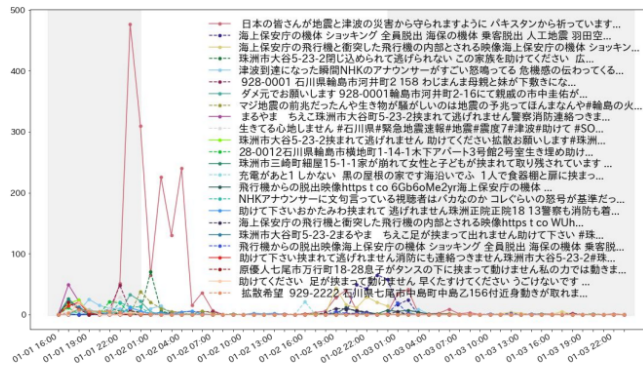 500
400
300
200
100
0
日本の皆さんが地震と津波の災害から守られますように パキスタンから祈っています...
海上保安庁の機体 ショッキング 全員脱出 海保の機体 乗客脱出 人工地震 羽田空...
海上保安庁の飛行機と衝突した飛行機の内部とされる映像海上保安庁の機体 ショッキン...
珠洲市大谷5-23-2閉じ込められて逃げられない この家族を助けてください 広...
津波到達になった瞬間NHKのアナウンサーがすごい怒鳴ってる 危機感の伝わってくる...
928-0001 石川県輪島市河井町2 158 わじまんま母親と妹が下敷きにな...
ダメ元でお願いします 928-0001輪島市河井町2-16にて親戚の市中圭佑が...
マジ地震の前兆だったんや生き物が騒がしいのは地震の予兆ってほんまなんや#輪島の火...
まるやま ちえこ珠洲市大谷町5-23-2挟まれて逃げれません警察消防連絡つきま...
生きてる心地しません #石川県#緊急地震速報#地震#震度7#津波#助けて #SO...
珠洲市大谷5-23-2挟まれて逃げれません 助けてください拡散お願いします#珠洲...
28-0012石川県輪島市横地町1-14-1木下アパート3号館2号室生き埋め助け...
珠洲市三崎町細屋15-1-1家が崩れて女性と子どもが挟まれて取り残されています ...
充電があと1 しかない 黒の屋根の家です海沿いでふ 1人で食器棚と扉に挟まっ...
飛行機からの脱出映像https t co 6Gb6oMe2yr海上保安庁の機体 ...
NHKアナウンサーに文句言っている視聴者はバカなのか コレぐらいの怒号が基準だっ...
助けて下さいおかたみわ挟まれて 逃げれません珠洲正院正院18 13警察も消防も着...
海上保安庁の飛行機と衝突した飛行機の内部とされる映像https t co WUh...
珠洲市大谷町5-23-2まるやま ちえこ足が挟まって出れません助けて下さい #珠...
飛行機からの脱出映像海上保安庁の機体 ショッキング 全員脱出 海保の機体 乗客脱...
助けて下さい挟まれて逃げれません消防にも連絡つきません珠洲市大谷町5-23-2#珠...
原優人七尾市万行町18-28息子がタンスの下に挟まって動けません私の力では動きま...
助けてください 足が挟まって動けません 早くたすけてください うごけないです ...
拡散希望 929-2222 石川県七尾市中島町中島乙156付近身動きが取れま...
01-01 16:00
01-01 19:00
01-01 22:00
01-02 01:00
01-02 04:00
01-02 07:00
01-02 10:00
01-02 13:00
01-02 16:00
01-02 19:00
01-02 22:00
01-03 01:00
01-03 04:00
01-03 07:00
01-03 10:00
01-03 13:00
01-03 16:00
01-03 19:00
01-03 22:00